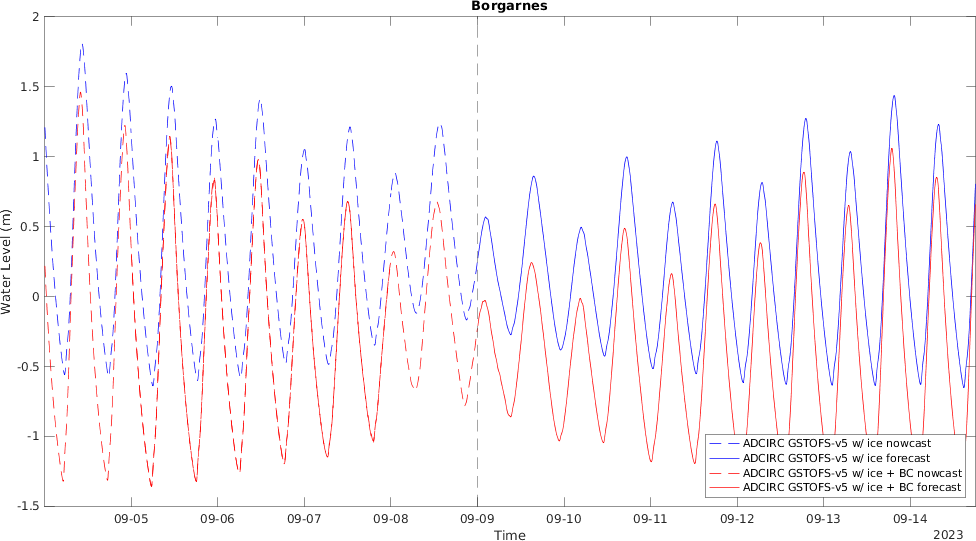 Borgarnes
2
1.5
1
0.5
0
-0.5
-1
-1.5
Water Level (m)
ADCIRC GSTOFS-v5 w/ ice nowcast
ADCIRC GSTOFS-v5 w/ ice forecast
ADCIRC GSTOFS-v5 w/ ice + BC nowcast
ADCIRC GSTOFS-v5 w/ ice + BC forecast
09-05 09-06 09-07 09-08 09-09 09-10 09-11 09-12 09-13 09-14
Time
2023